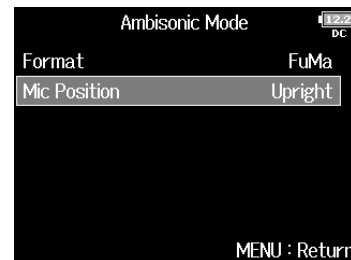 Ambisonic Mode
12.2
DC
Format FuMa
Mic Position Upright
MENU : Return